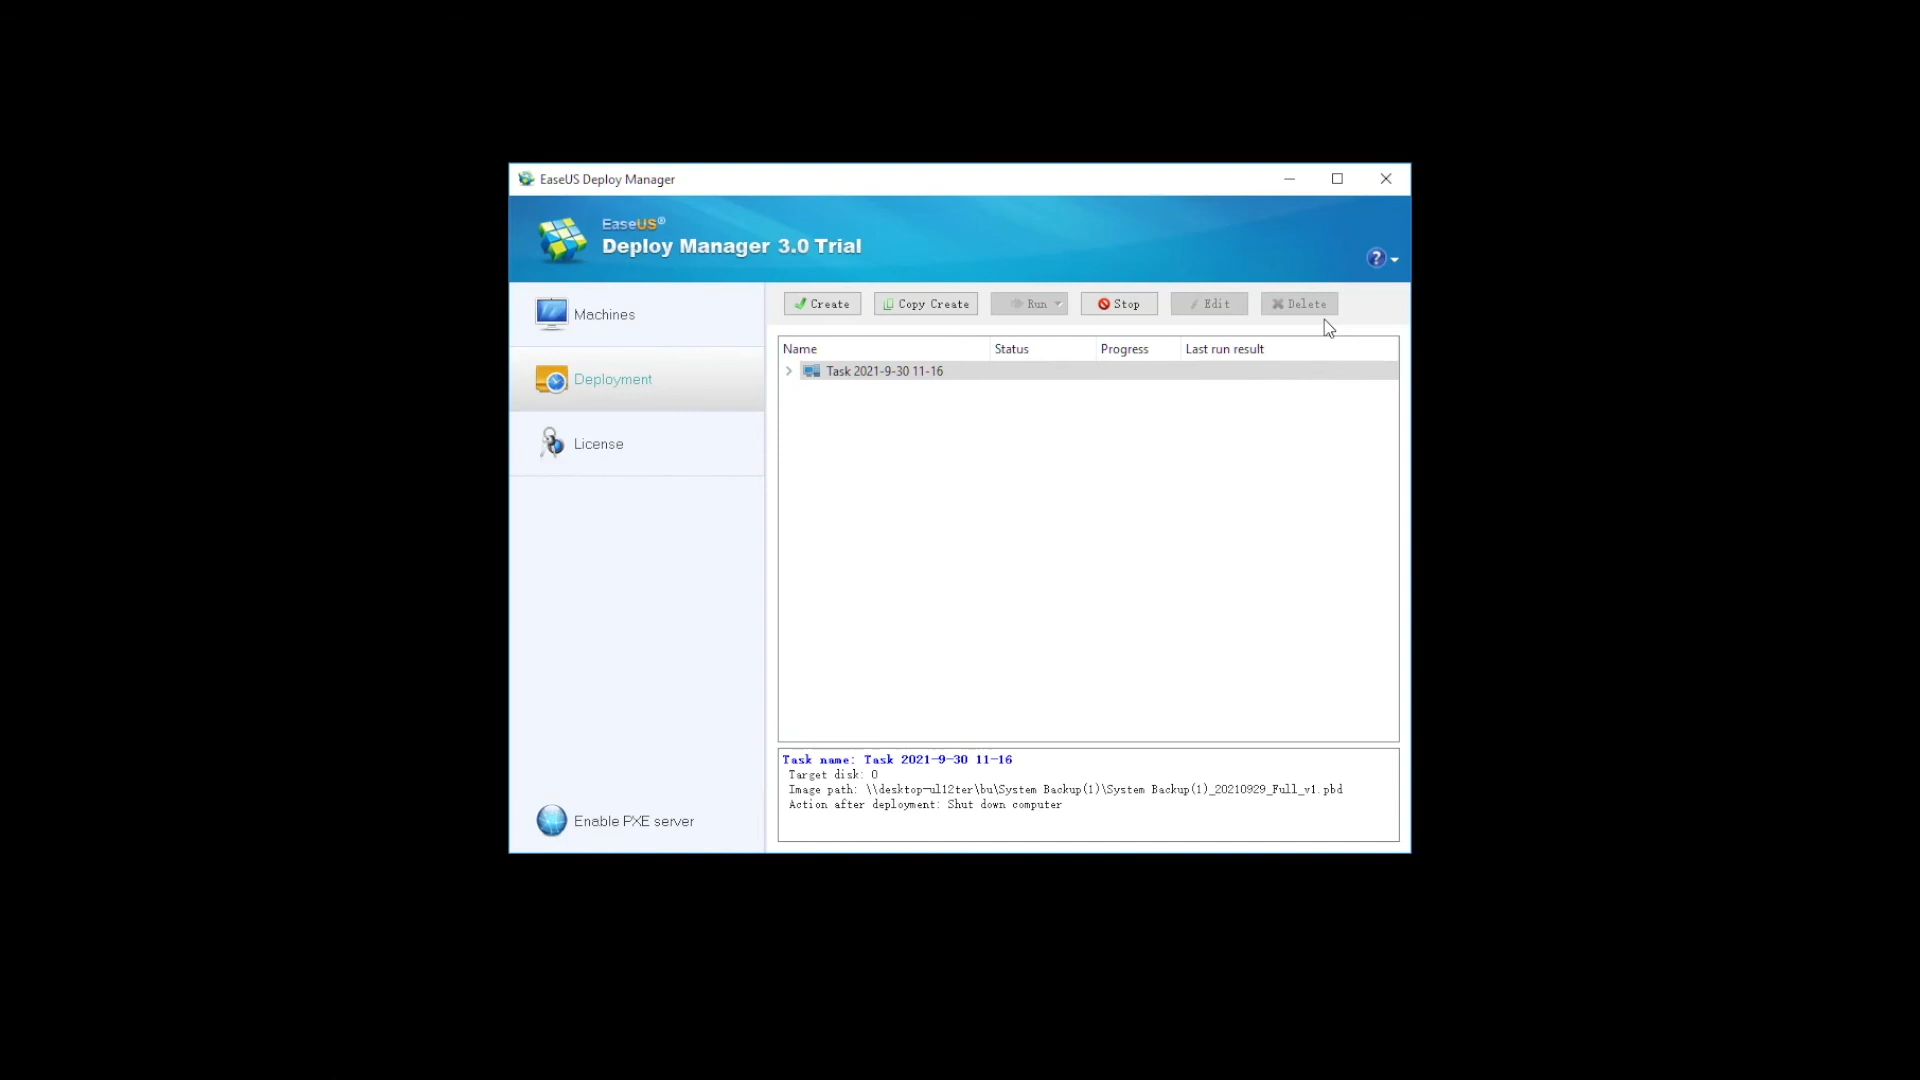 EaseUS Deploy Manager
EaseUS®
Deploy Manager 3.0 Trial
?
Machines
Deployment
License
Enable PXE server
Create Copy Create Run Stop Edit Delete
Name Status Progress Last run result
Task 2021-9-30 11-16
Task name: Task 2021-9-30 11-16
Target disk: 0
Image path: \\desktop-ul12ter\bu\System Backup(1)\System Backup(1)_20210929_Full_v1.pbd
Action after deployment: Shut down computer